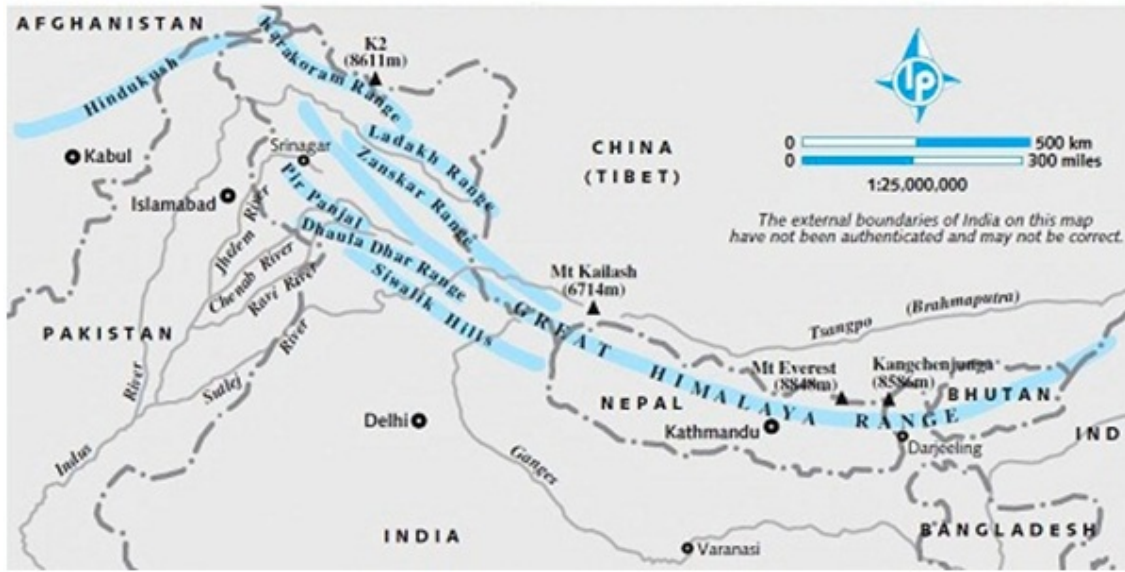 AFGHANISTAN
Karakoram Range
K2
(8611m)
Hindukush
lp
0 500 km
0 300 miles
1:25,000,000
The external boundaries of India on this map
have not been authenticated and may not be correct.
Kabul
Srinagar
Ladakh Range
Zanskar Range
CHINA
(TIBET)
Islamabad
Pir Panjal
Jhelem River
Dhaula Dhar Range
Chenab River
Ravi River
Siwalik Hills
Mt Kailash
(6714m)
PAKISTAN
River
Sutlej
River
Indus
GREAT HIMALAYA RANGE
Tsangpo
(Brahmaputra)
Mt Everest
(8848m)
Kangchenjunga
(8586m)
BHUTAN
NEPAL
Delhi
Kathmandu
Darjeeling
IND
Ganges
INDIA
Varanasi
BANGLADESH